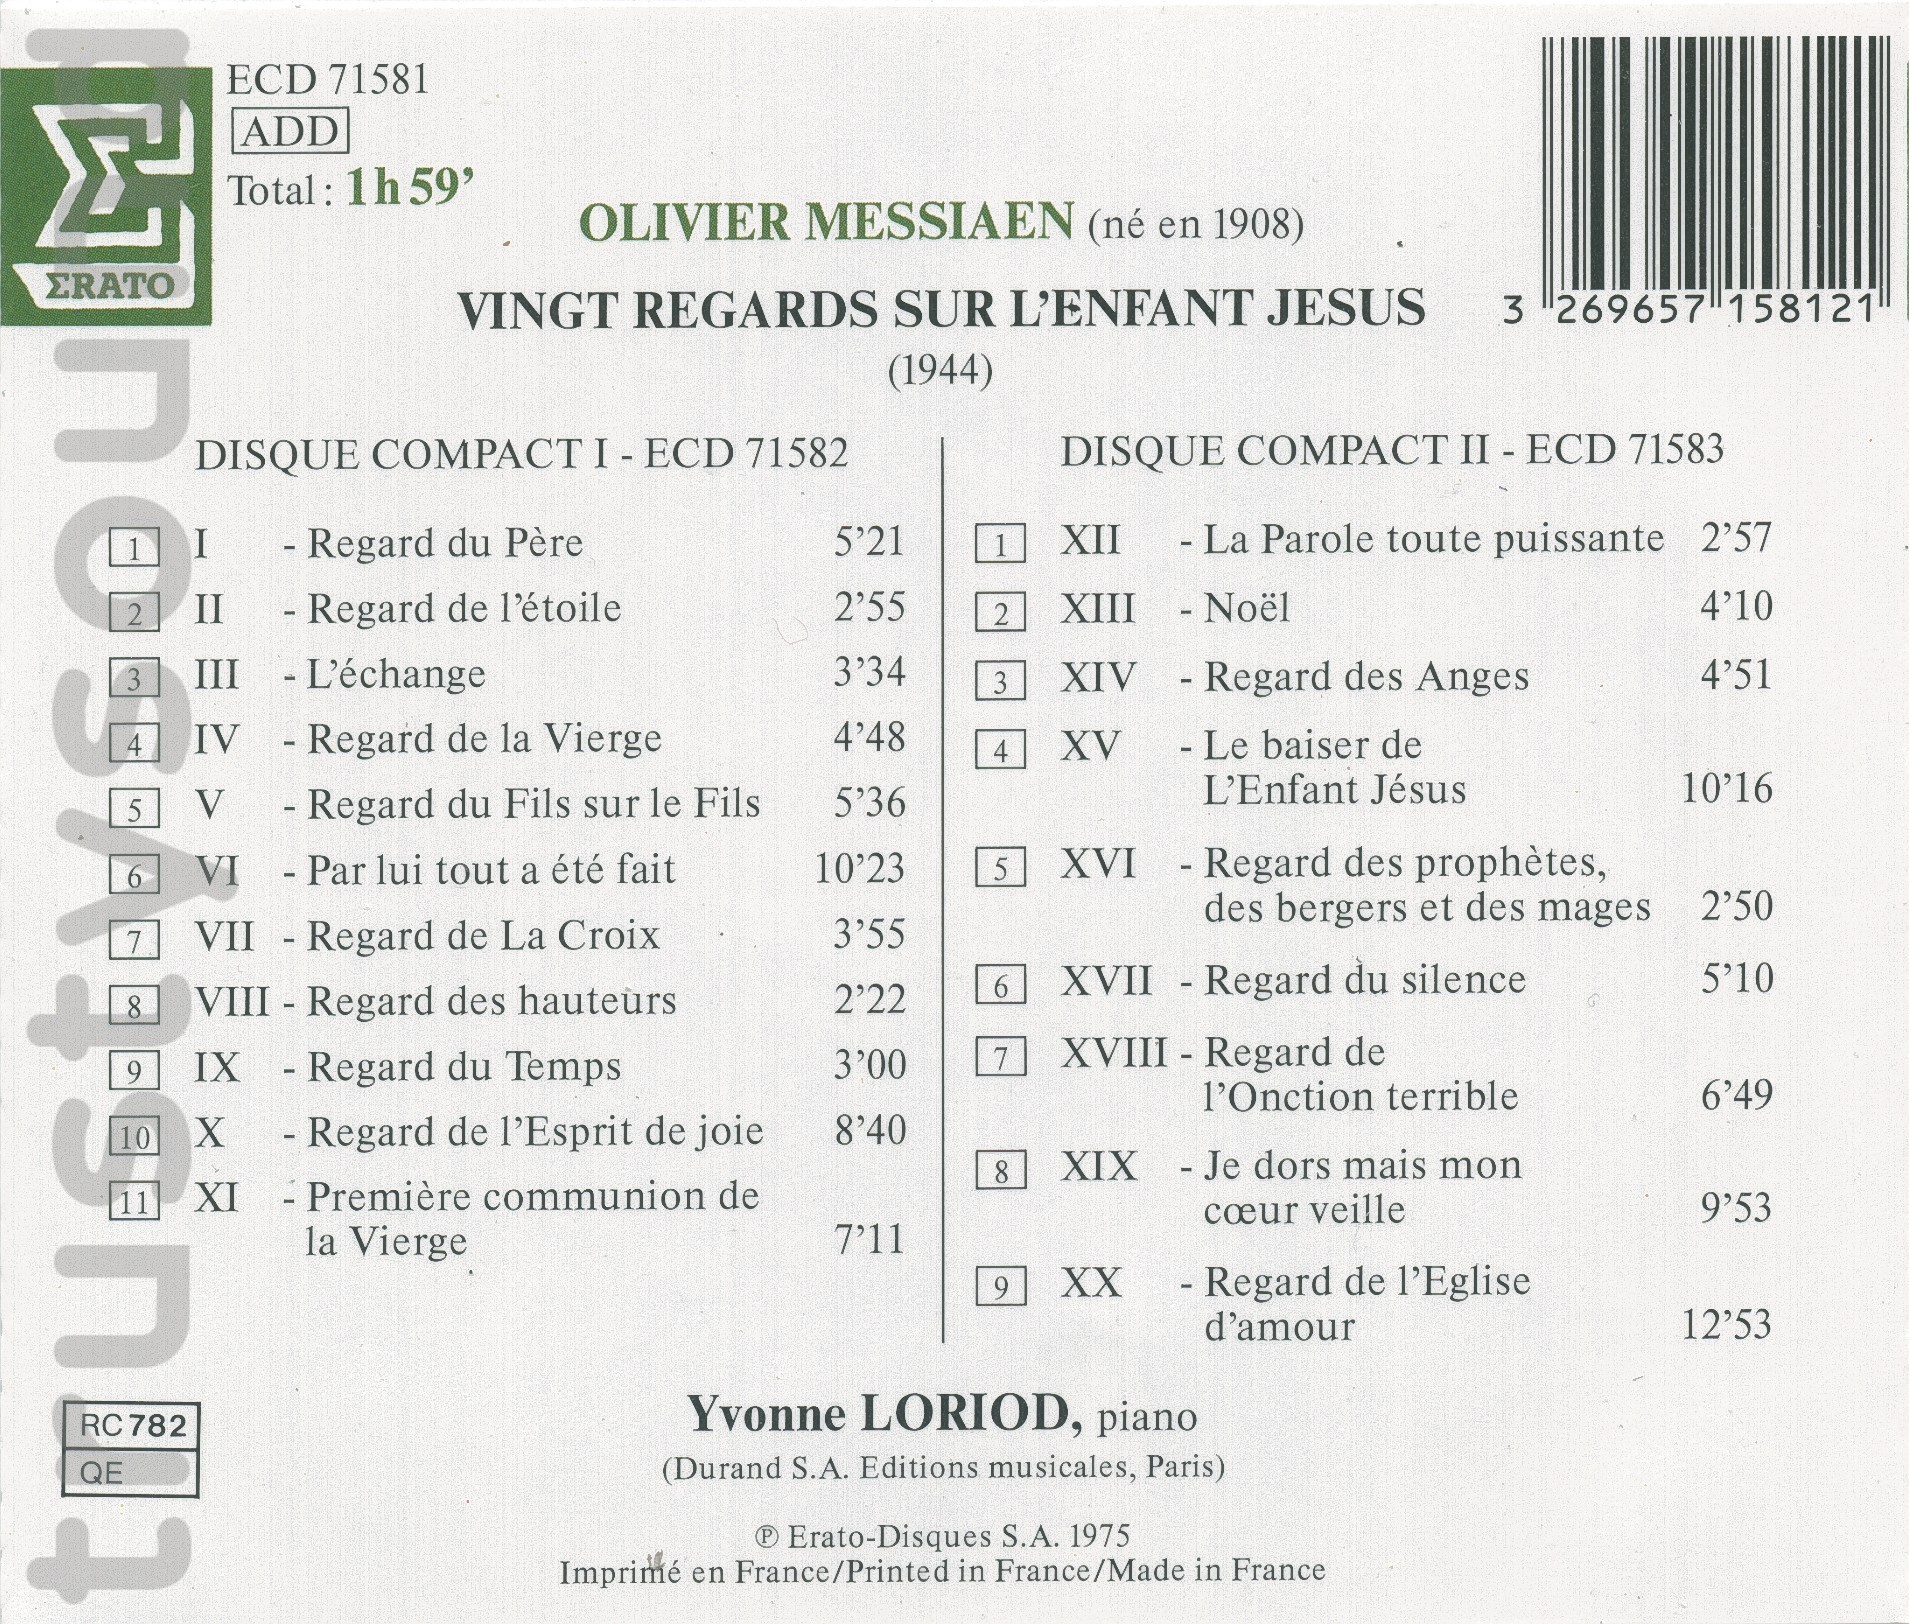 ECD 71581
ADD
Total : 1 h 59’
ΣRATO
OLIVIER MESSIAEN (né en 1908)
VINGT REGARDS SUR L’ENFANT JESUS
(1944)
3 269657 158121
DISQUE COMPACT I - ECD 71582
1 I - Regard du Père 5’21
2 II - Regard de l’étoile 2’55
3 III - L’échange 3’34
4 IV - Regard de la Vierge 4’48
5 V - Regard du Fils sur le Fils 5’36
6 VI - Par lui tout a été fait 10’23
7 VII - Regard de La Croix 3’55
8 VIII - Regard des hauteurs 2’22
9 IX - Regard du Temps 3’00
10 X - Regard de l’Esprit de joie 8’40
11 XI - Première communion de
la Vierge 7’11
DISQUE COMPACT II - ECD 71583
1 XII - La Parole toute puissante 2’57
2 XIII - Noël 4’10
3 XIV - Regard des Anges 4’51
4 XV - Le baiser de
L’Enfant Jésus 10’16
5 XVI - Regard des prophètes,
des bergers et des mages 2’50
6 XVII - Regard du silence 5’10
7 XVIII - Regard de
l’Onction terrible 6’49
8 XIX - Je dors mais mon
cœur veille 9’53
9 XX - Regard de l’Eglise
d’amour 12’53
Yvonne LORIOD, piano
(Durand S.A. Editions musicales, Paris)
RC 782
QE
℗ Erato-Disques S.A. 1975
Imprimé en France/Printed in France/Made in France
trustysound